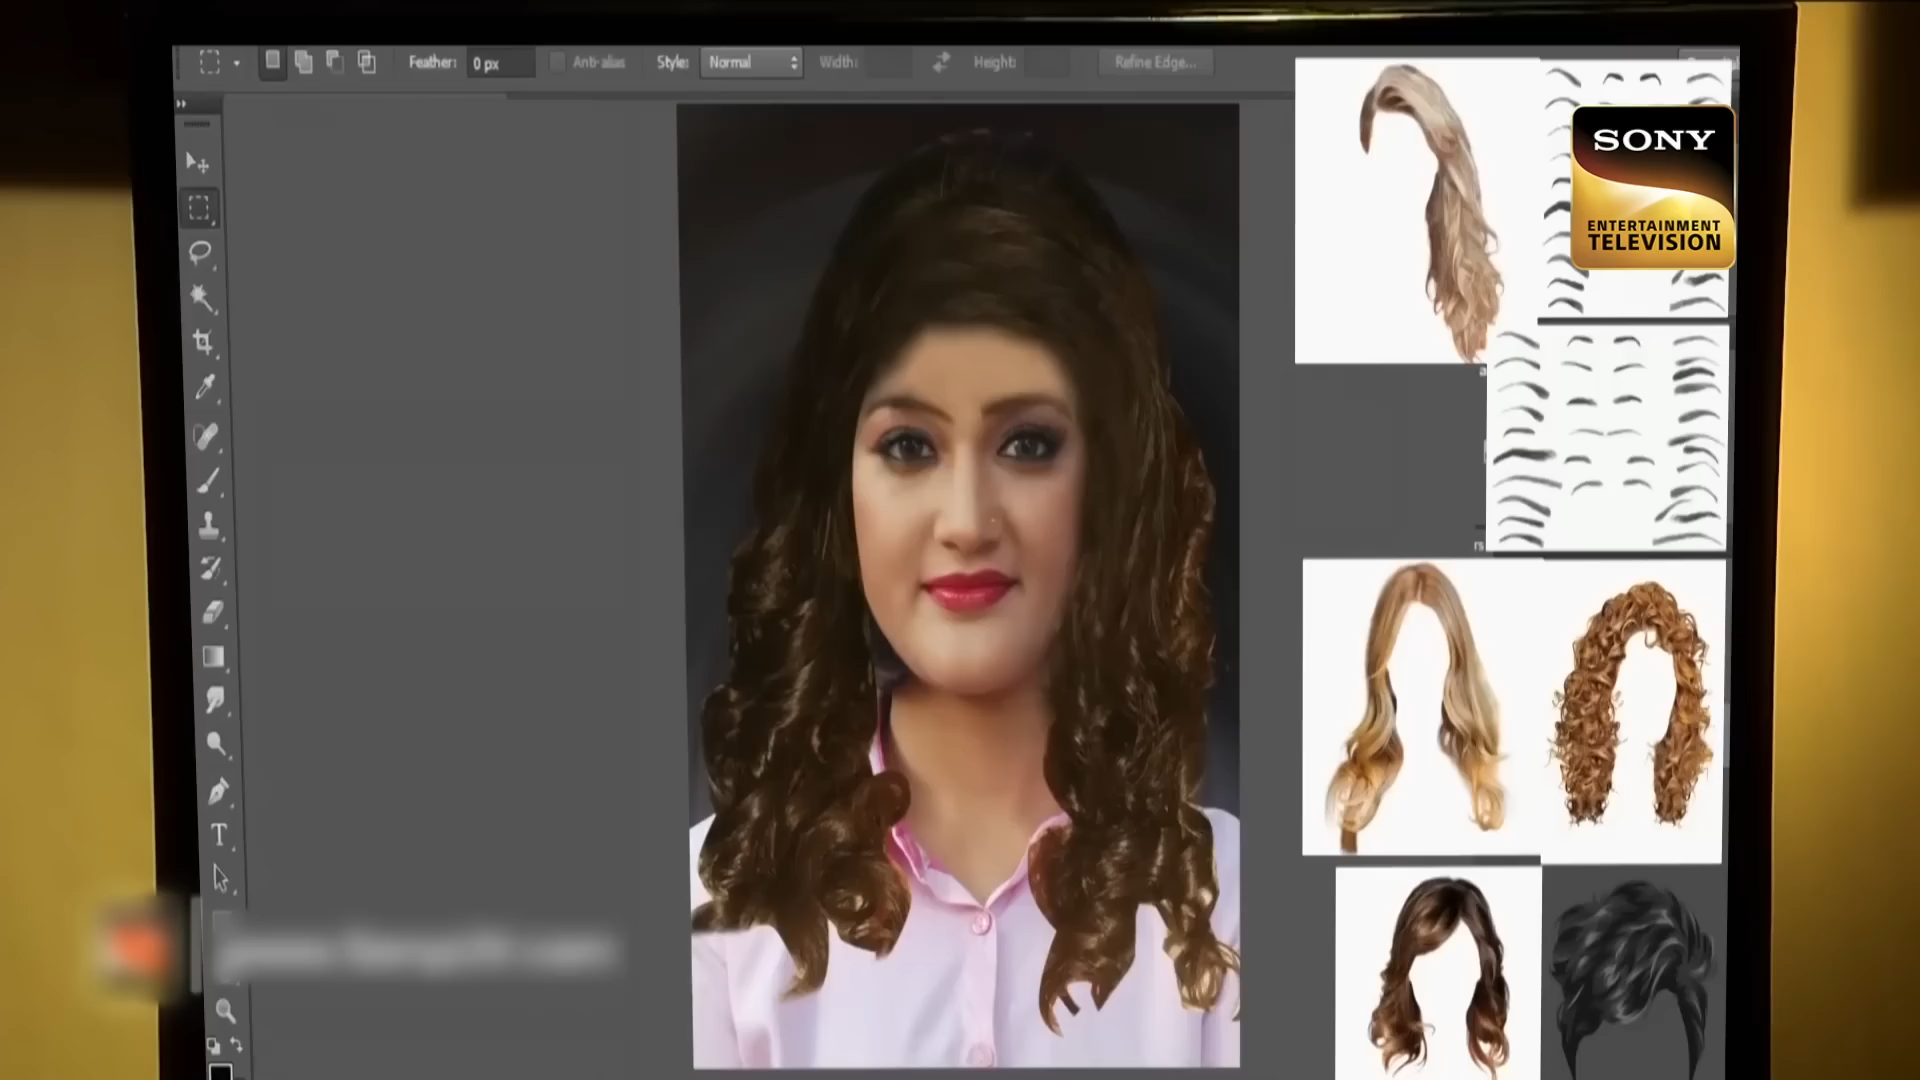 Feather: 0 px Anti-alias Style: Normal Width: Height: Refine Edge...
SONY
ENTERTAINMENT
TELEVISION
T